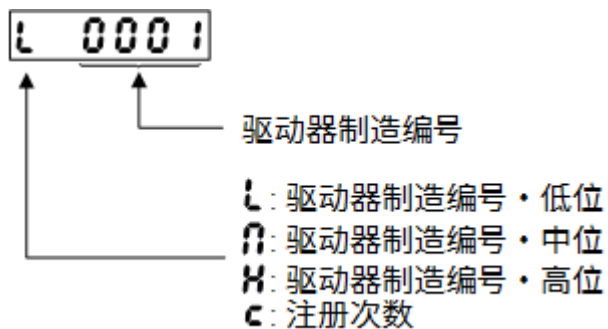 L 0001
驱动器制造编号
L: 驱动器制造编号・低位
n: 驱动器制造编号・中位
H: 驱动器制造编号・高位
c: 注册次数